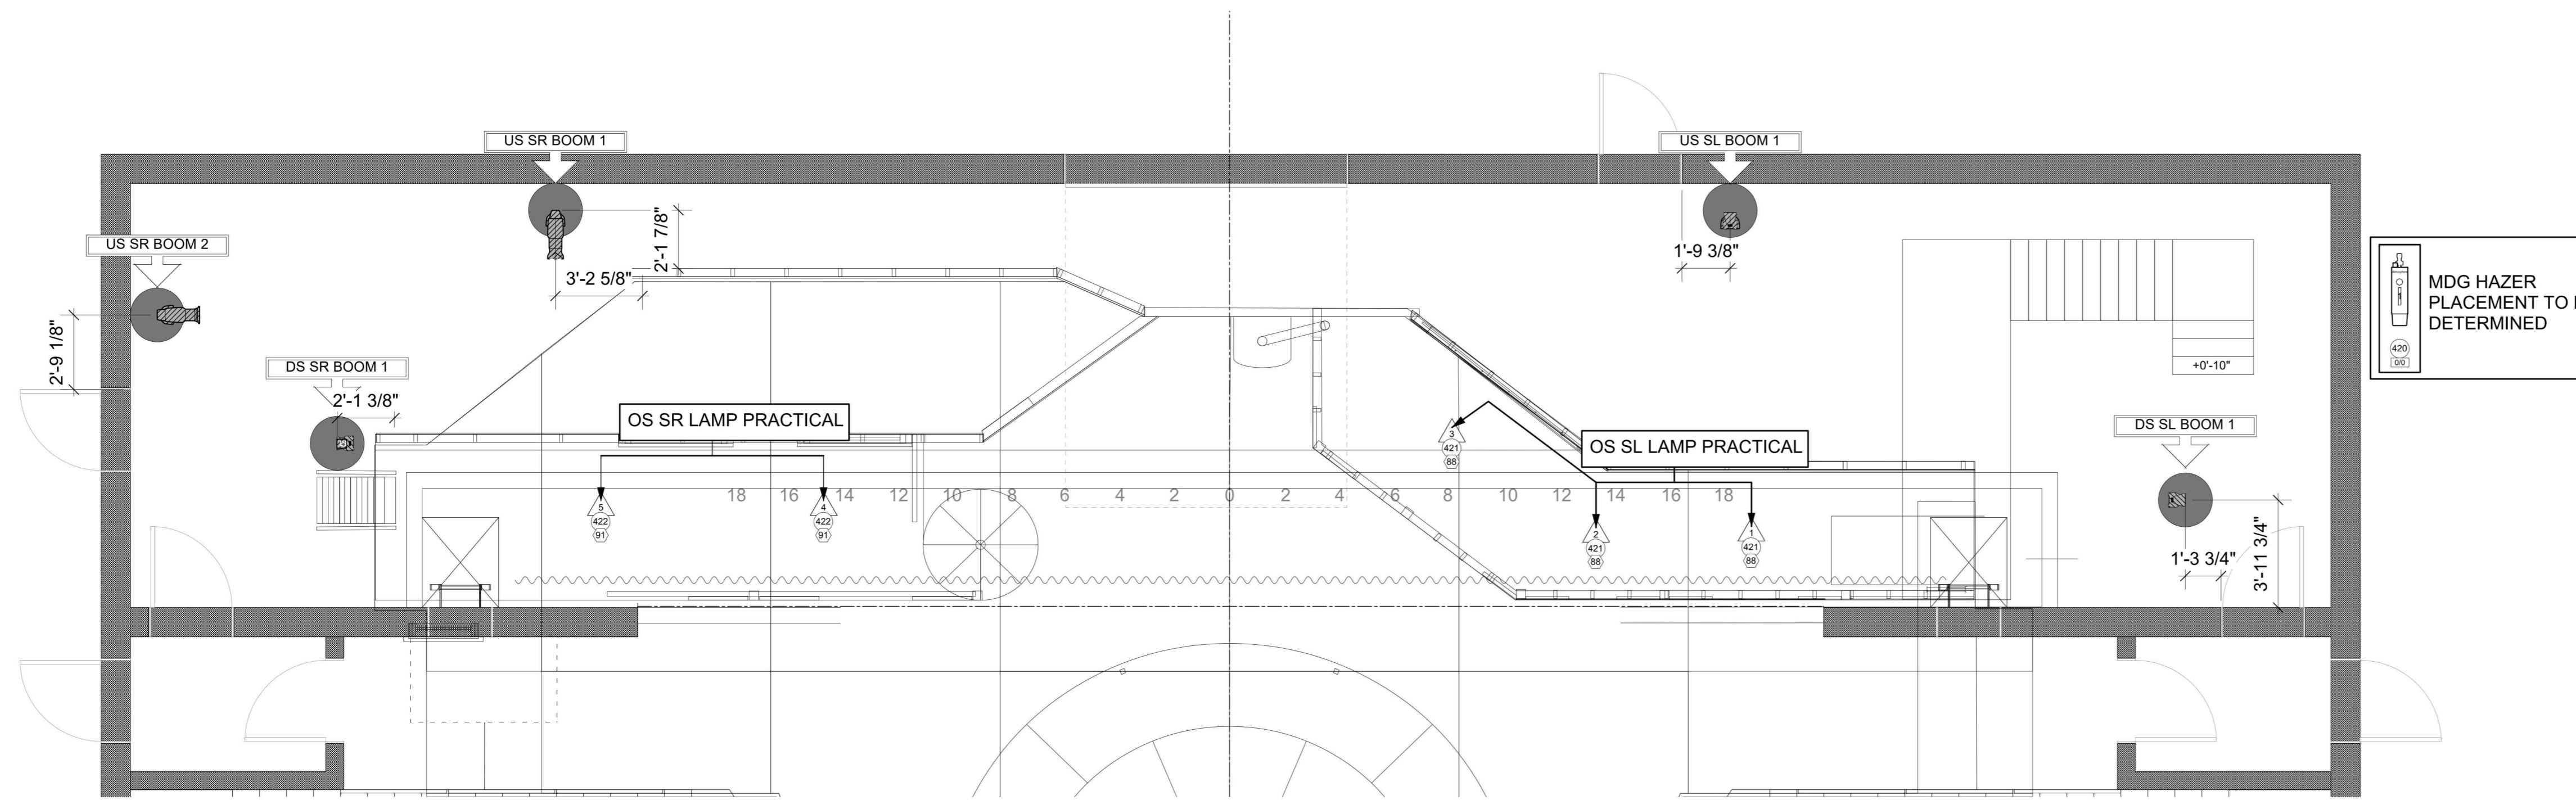 US SR BOOM 1
US SL BOOM 1
US SR BOOM 2
2'-1 7/8"
3'-2 5/8"
1'-9 3/8"
MDG HAZER
PLACEMENT TO
DETERMINED
420
0/0
2'-9 1/8"
+0'-10"
DS SR BOOM 1
2'-1 3/8"
OS SR LAMP PRACTICAL
OS SL LAMP PRACTICAL
DS SL BOOM 1
3
421
88
18 16 14 12 10 8 6 4 2 0 2 4 6 8 10 12 14 16 18
5
422
91
4
422
91
2
421
88
1
421
88
1'-3 3/4"
3'-11 3/4"